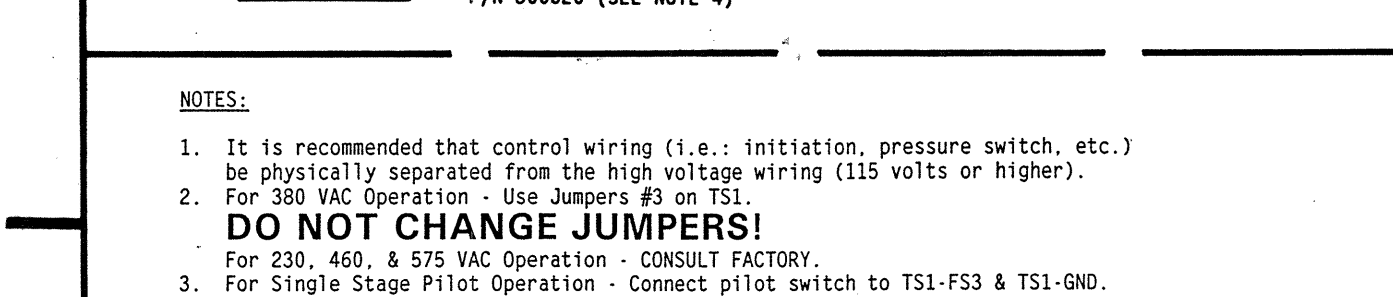 (SEE NOTE 4)
NOTES:
1. It is recommended that control wiring (i.e.: initiation, pressure switch, etc.)
be physically separated from the high voltage wiring (115 volts or higher).
2. For 380 VAC Operation - Use Jumpers #3 on TS1.
DO NOT CHANGE JUMPERS!
For 230, 460, & 575 VAC Operation - CONSULT FACTORY.
3. For Single Stage Pilot Operation - Connect pilot switch to TS1-FS3 & TS1-GND.